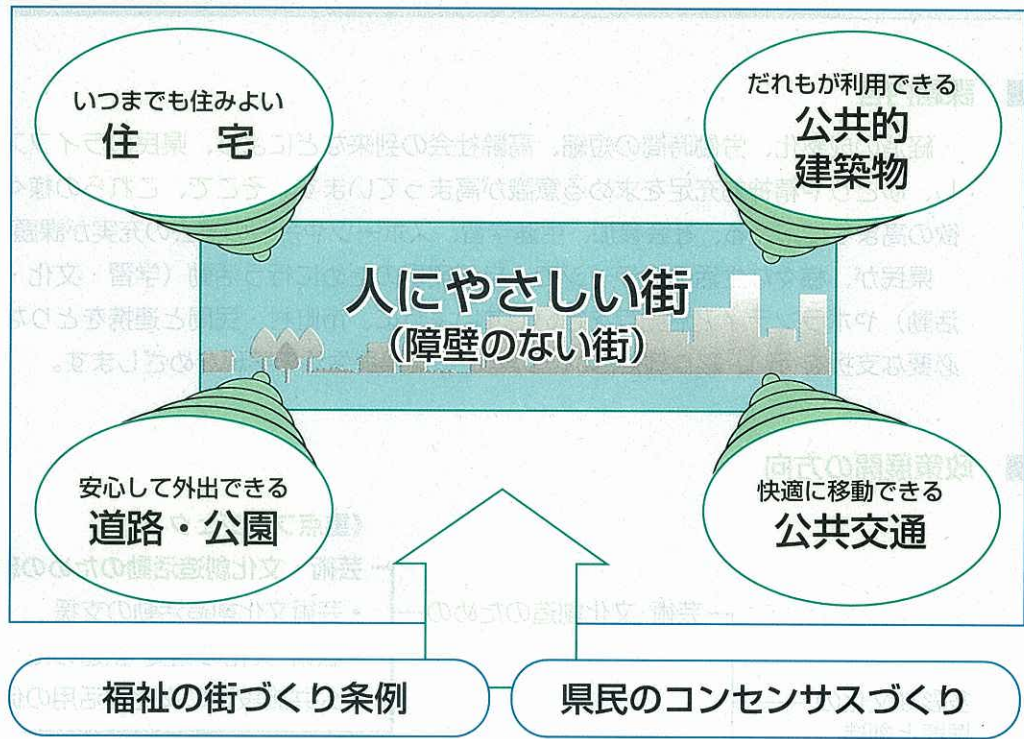 いつまでも住みよい
住　宅
だれもが利用できる
公共的
建築物
人にやさしい街
（障壁のない街）
安心して外出できる
道路・公園
快適に移動できる
公共交通
福祉の街づくり条例
県民のコンセンサスづくり